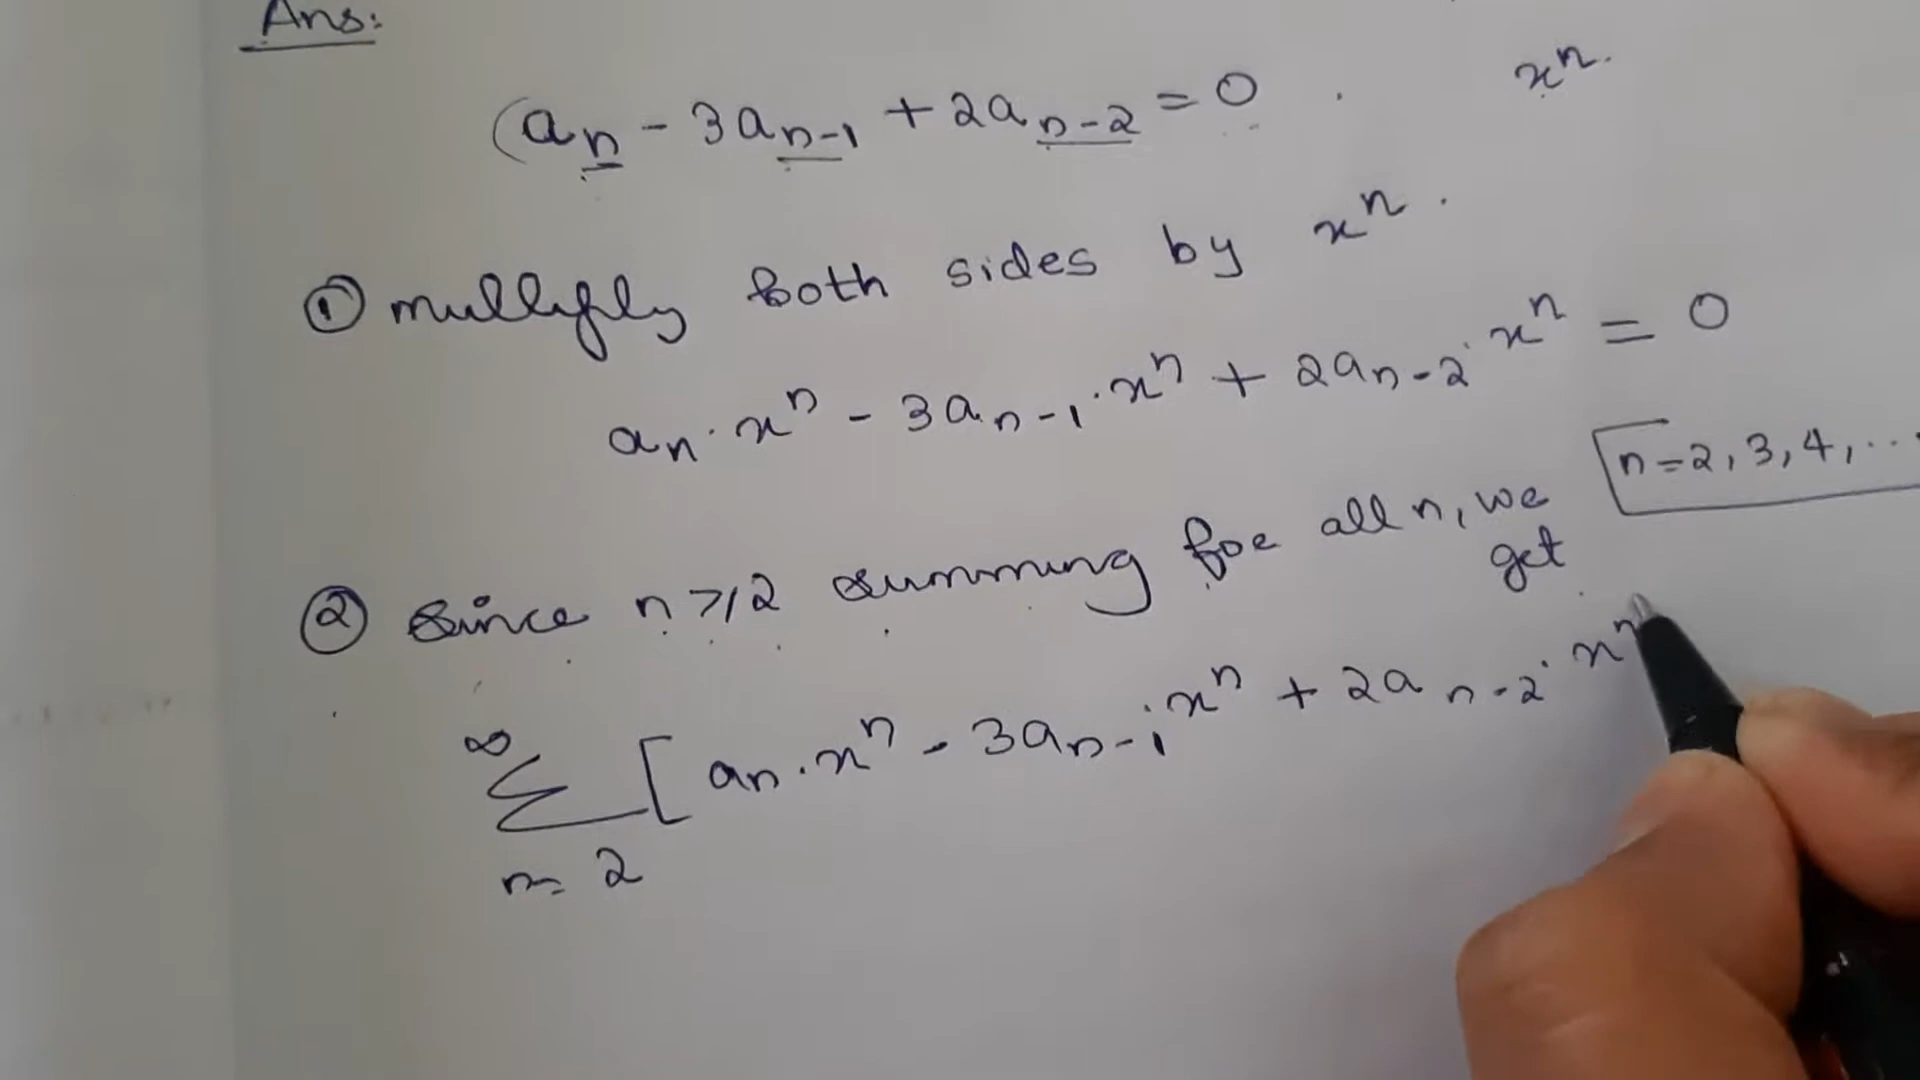 Ans:
(aₙ - 3aₙ₋₁ + 2aₙ₋₂ = 0 . xⁿ.
① multiply both sides by xⁿ.
aₙ · xⁿ - 3aₙ₋₁ · xⁿ + 2aₙ₋₂ · xⁿ = 0
n=2,3,4,...
② Since n ≥ 2 summing for all n, we
get
∞
Σ [ aₙ · xⁿ - 3aₙ₋₁ · xⁿ + 2aₙ₋₂ · xⁿ
n = 2